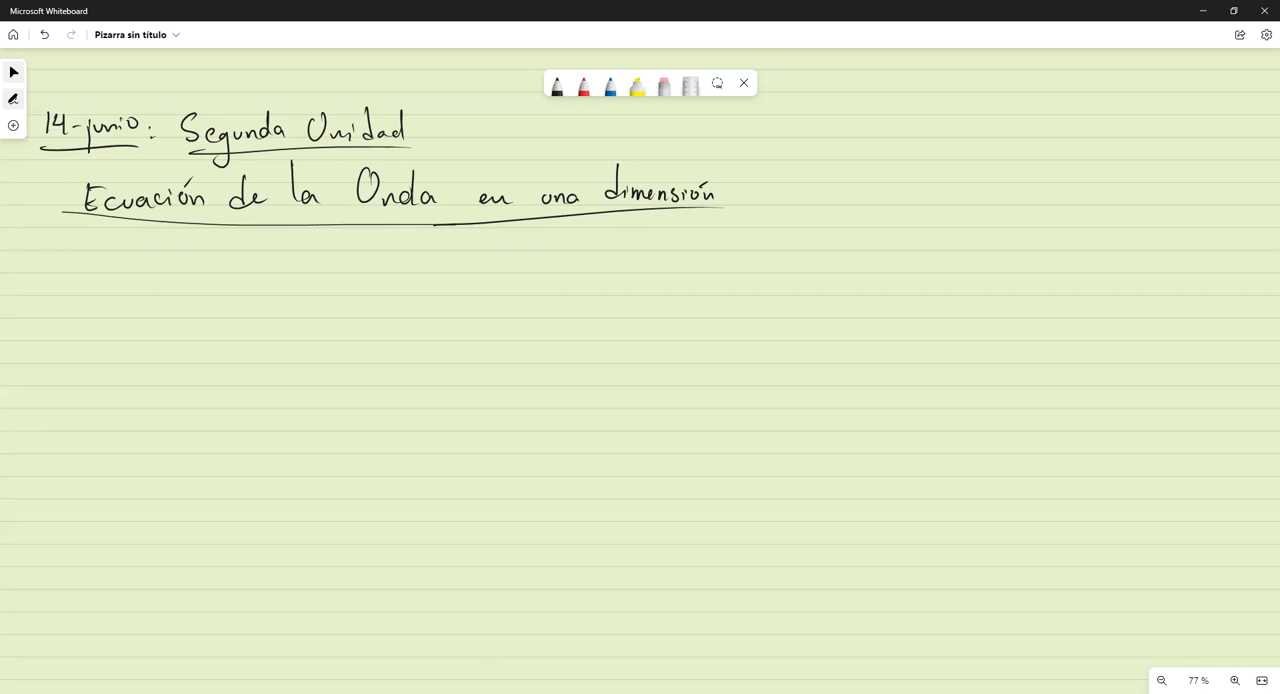 Microsoft Whiteboard
Pizarra sin título
14-junio: Segunda Unidad
Ecuación de la Onda en una dimensión
77 %